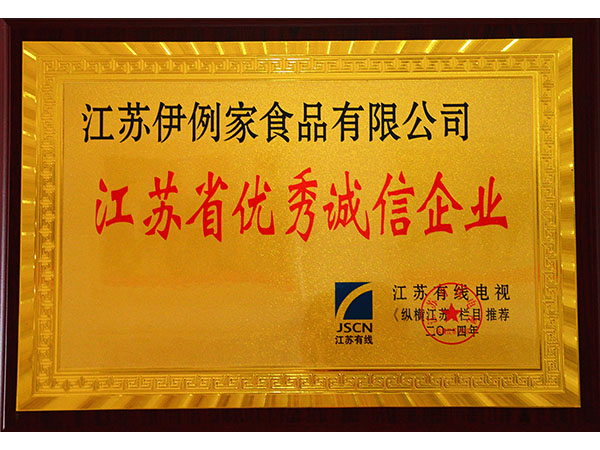 江苏伊例家食品有限公司
江苏省优秀诚信企业
JSCN
江苏有线
江苏有线电视
《纵横江苏》栏目推荐
二〇一四年